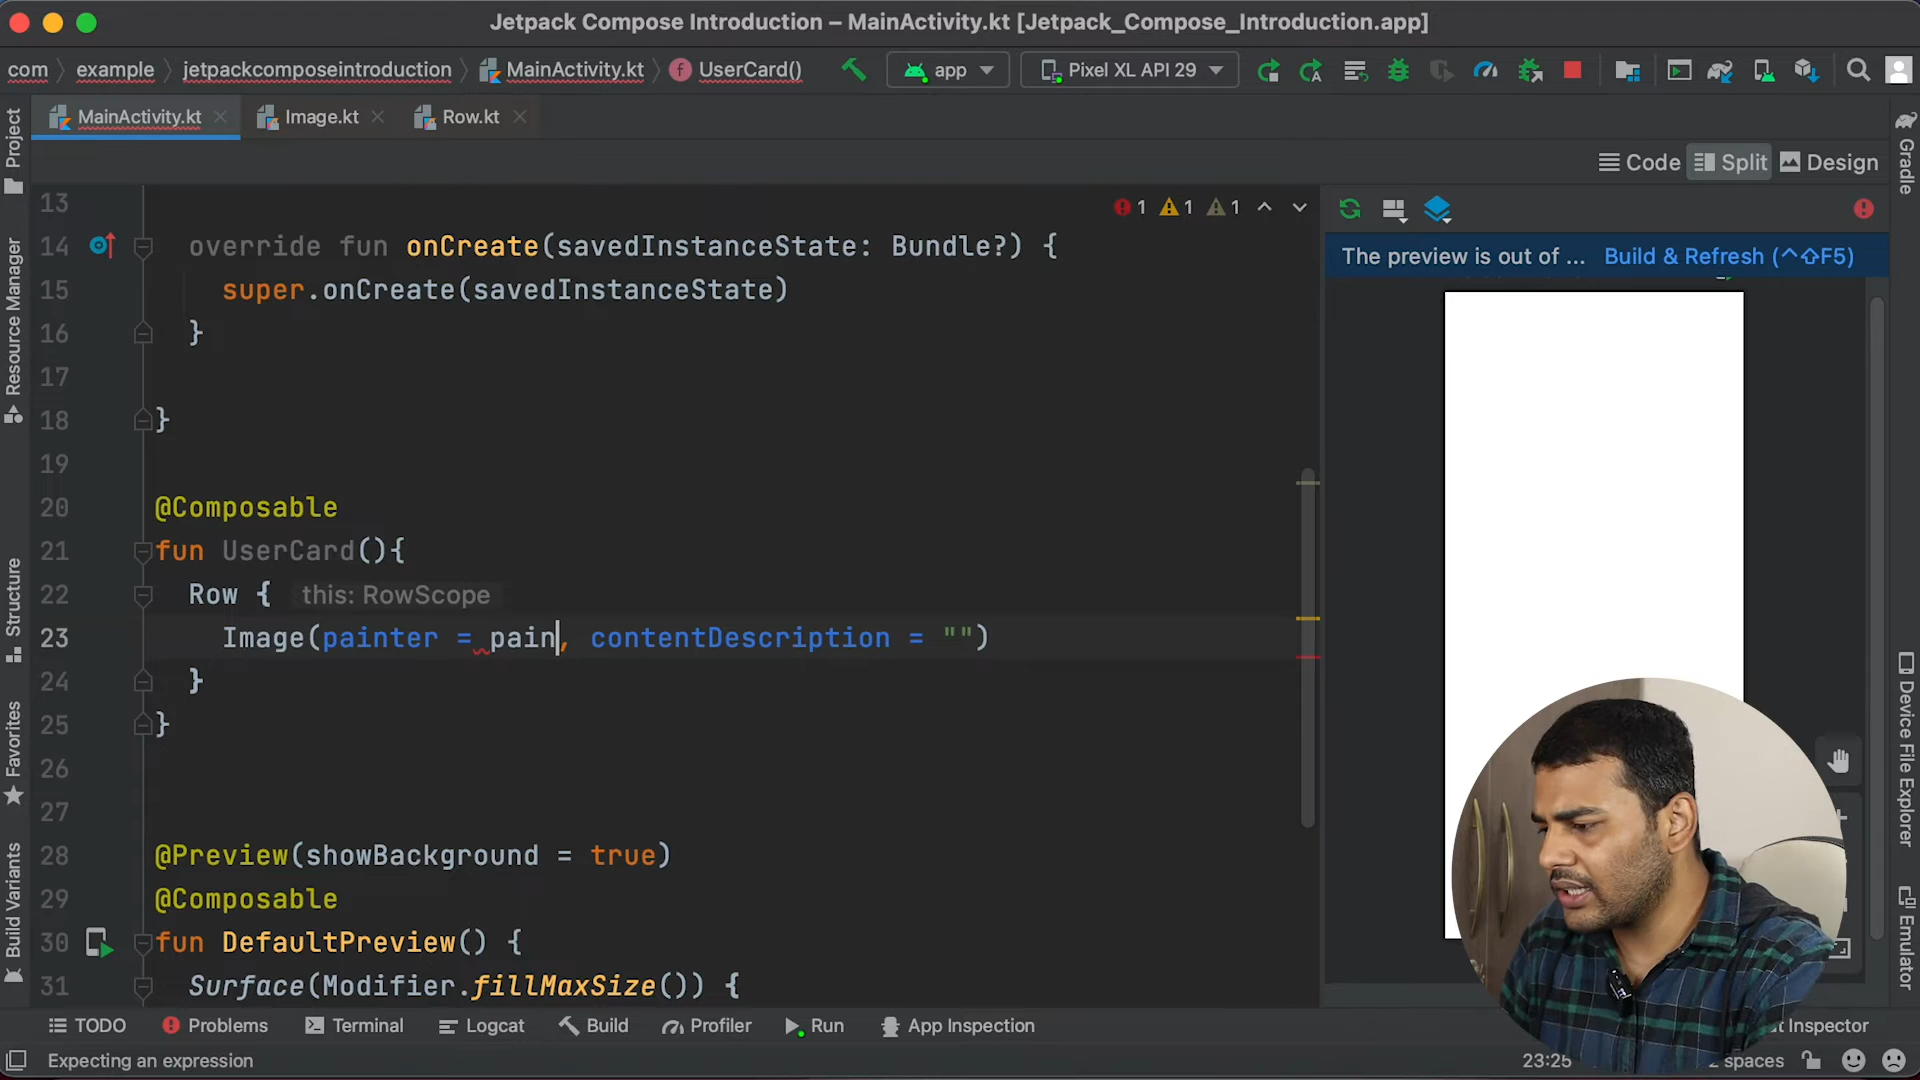 Jetpack Compose Introduction – MainActivity.kt [Jetpack_Compose_Introduction.app]
com example jetpackcomposeintroduction MainActivity.kt f UserCard() app Pixel XL API 29
MainActivity.kt Image.kt Row.kt
Code Split Design
Project
Resource Manager
Structure
Favorites
Build Variants
13
1 1 1
14 override fun onCreate(savedInstanceState: Bundle?) {
15 super.onCreate(savedInstanceState)
16 }
17
18 }
19
20 @Composable
21 fun UserCard(){
22 Row { this: RowScope
23 Image(painter = pain, contentDescription = "")
24 }
25 }
26
27
28 @Preview(showBackground = true)
29 @Composable
30 fun DefaultPreview() {
31 Surface(Modifier.fillMaxSize()) {
The preview is out of ... Build & Refresh (^⇧F5)
Gradle
Device File Explorer
Emulator
TODO Problems Terminal Logcat Build Profiler Run App Inspection Inspector
Expecting an expression 23:25 spaces